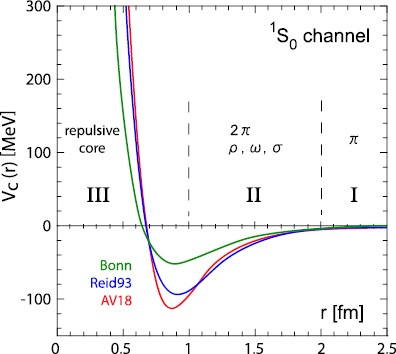 300
¹S₀ channel
200
V_C (r) [MeV]
repulsive
core
2π
ρ , ω, σ
π
100
III
II
I
0
Bonn
Reid93
AV18
-100
r [fm]
0
0.5
1
1.5
2
2.5